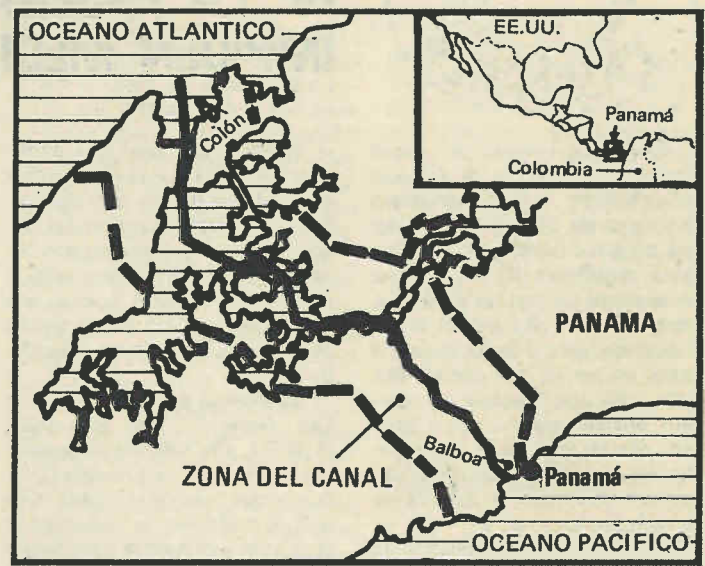 OCEANO ATLANTICO
EE.UU.
Panamá
Colombia
Colón
PANAMA
ZONA DEL CANAL
Balboa
Panamá
OCEANO PACIFICO